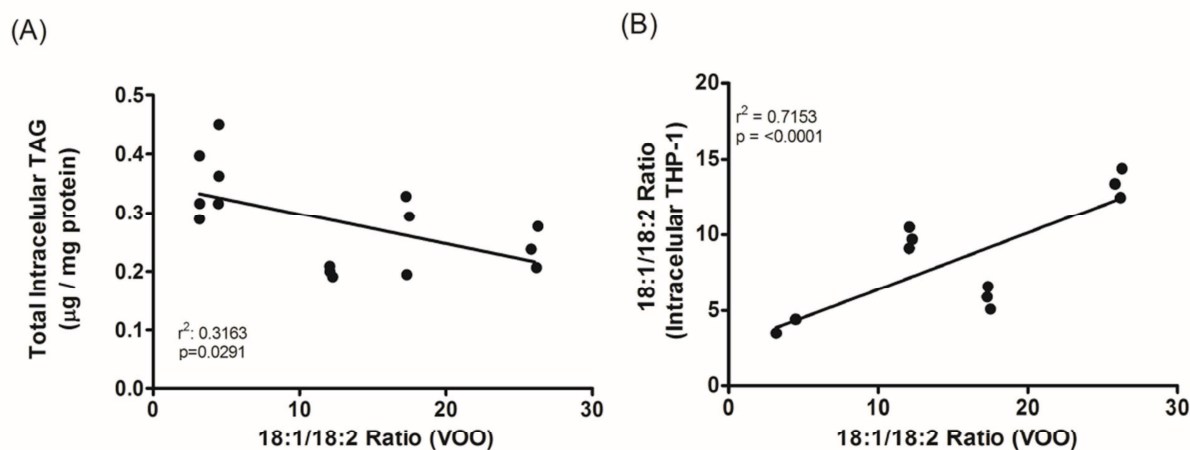 (A)
Total Intracelular TAG
(µg / mg protein)
0.5
0.4
0.3
0.2
0.1
0.0
r²: 0.3163
p=0.0291
0
10
20
30
18:1/18:2 Ratio (VOO)
(B)
18:1/18:2 Ratio
(Intracelular THP-1)
20
15
10
5
0
r² = 0.7153
p = <0.0001
0
10
20
30
18:1/18:2 Ratio (VOO)